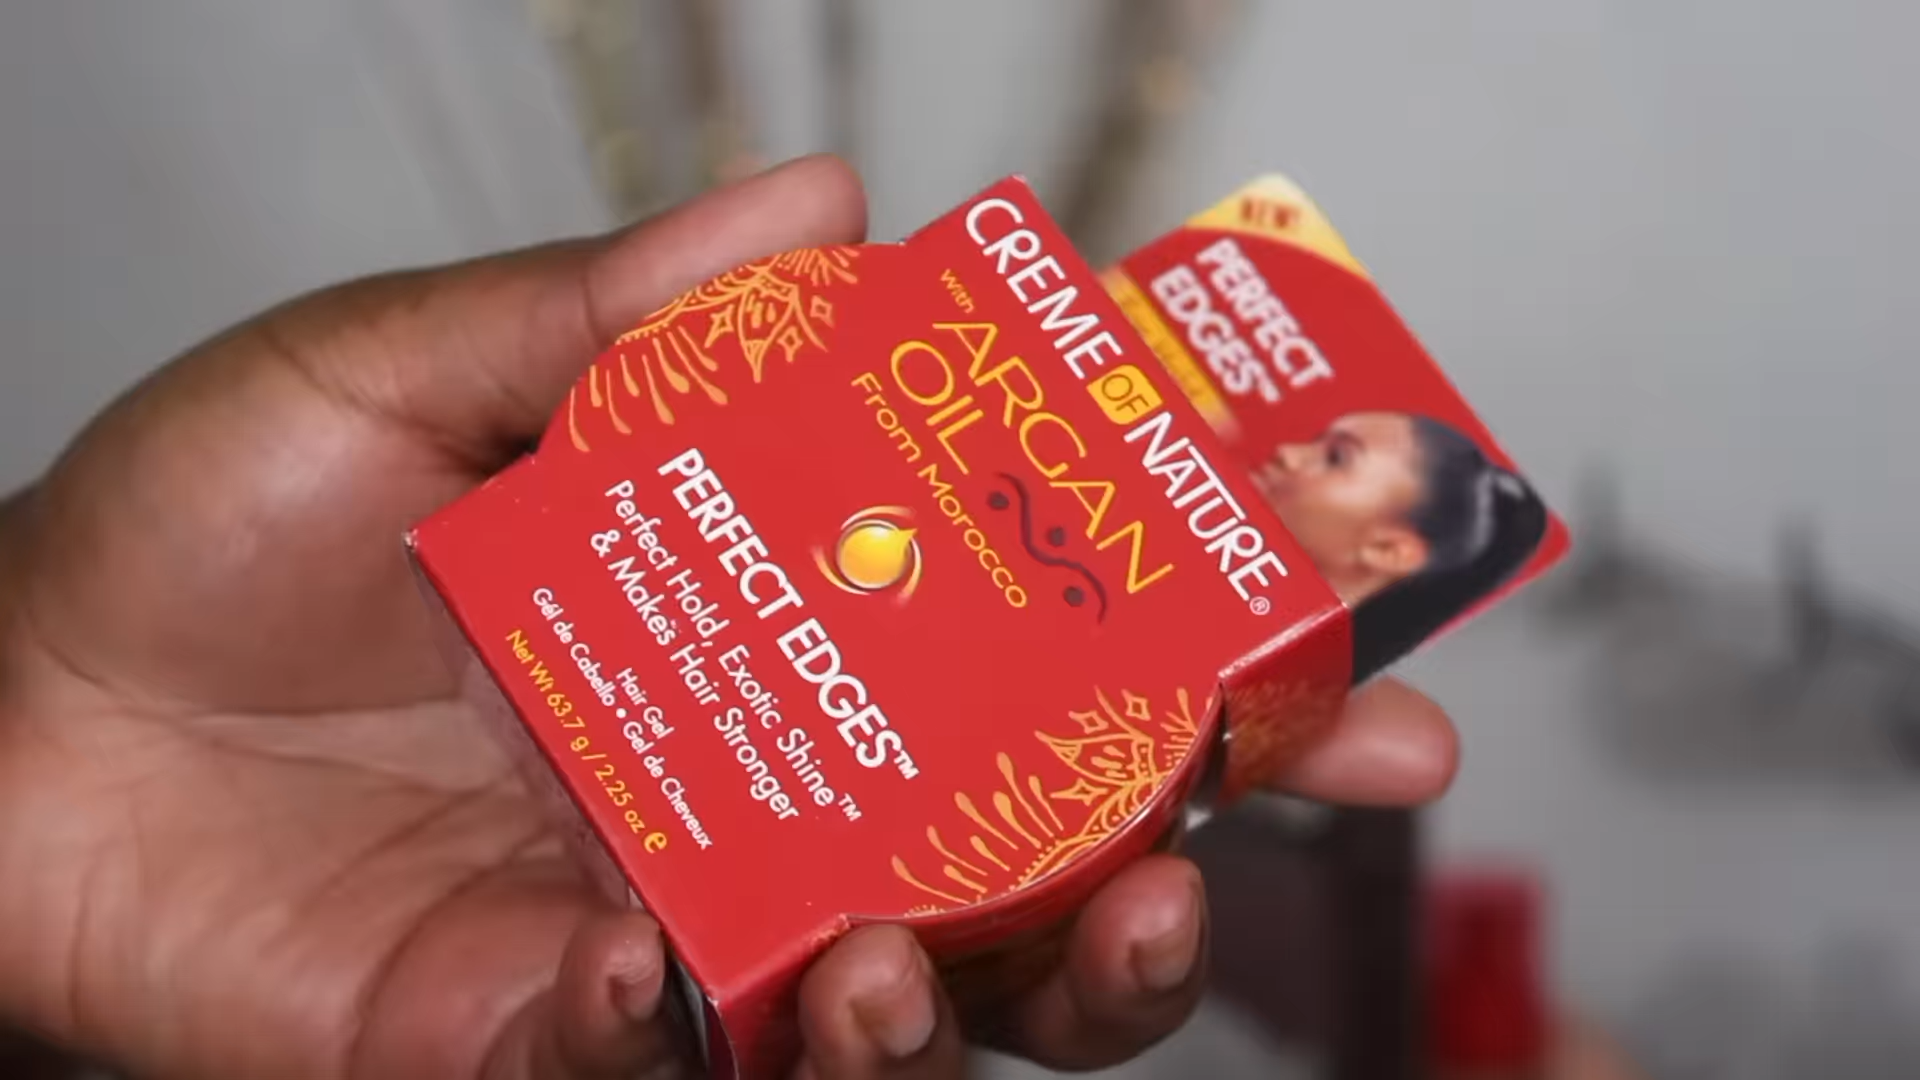 CREME OF NATURE®
with
ARGAN
OIL
From Morocco
PERFECT EDGES™
Perfect Hold, Exotic Shine™
& Makes Hair Stronger
Hair Gel
Gél de Cabello • Gel de Cheveux
Net Wt 63.7 g / 2.25 oz e
NEW!
PERFECT
EDGES™